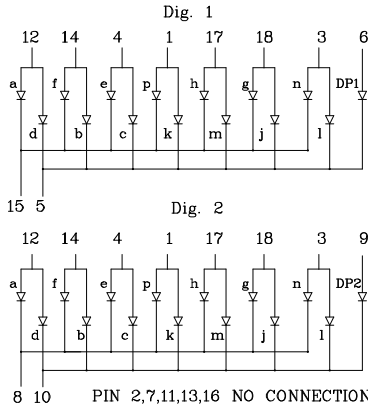 Dig. 1
12 14 4 1 17 18 3 6
a f e p h g n DP1
d b c k m j l
15 5
Dig. 2
12 14 4 1 17 18 3 9
a f e p h g n DP2
d b c k m j l
8 10 PIN 2,7,11,13,16 NO CONNECTION